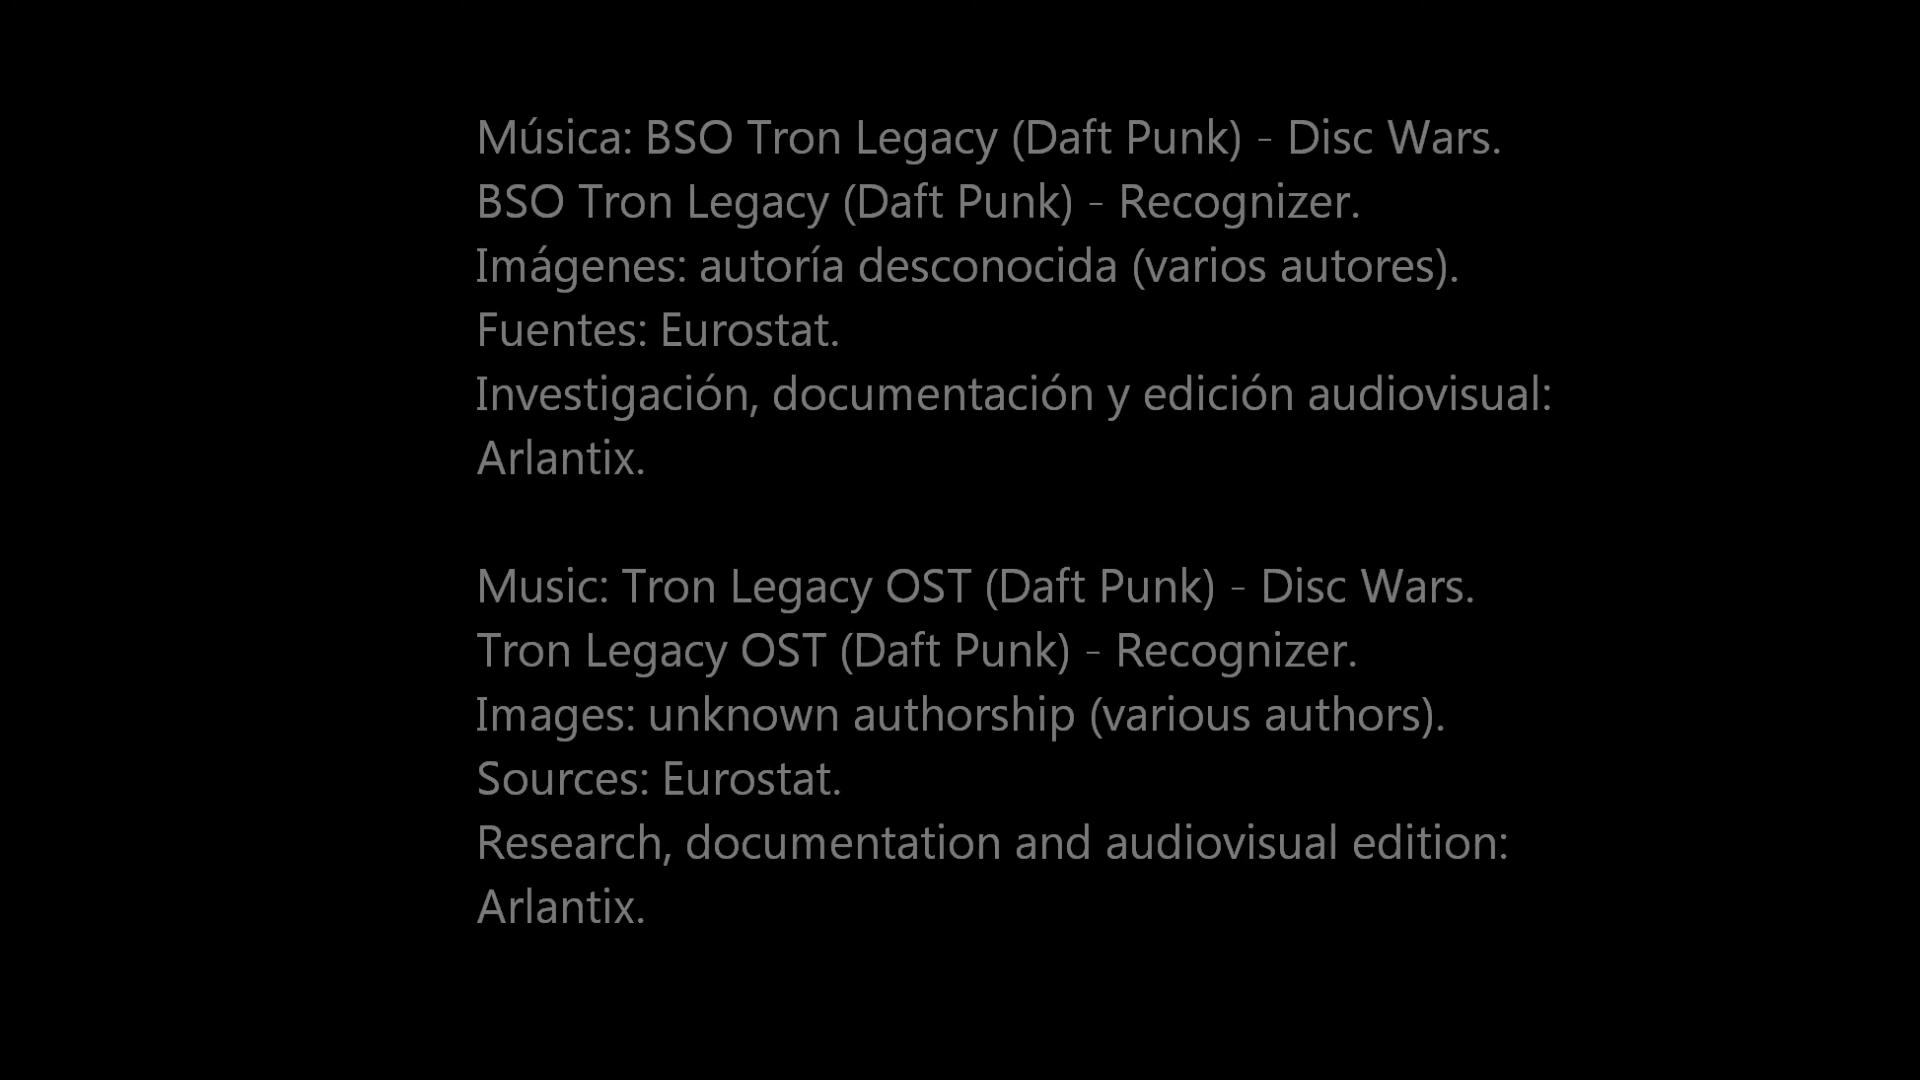 Música: BSO Tron Legacy (Daft Punk) - Disc Wars.
BSO Tron Legacy (Daft Punk) - Recognizer.
Imágenes: autoría desconocida (varios autores).
Fuentes: Eurostat.
Investigación, documentación y edición audiovisual:
Arlantix.
Music: Tron Legacy OST (Daft Punk) - Disc Wars.
Tron Legacy OST (Daft Punk) - Recognizer.
Images: unknown authorship (various authors).
Sources: Eurostat.
Research, documentation and audiovisual edition:
Arlantix.